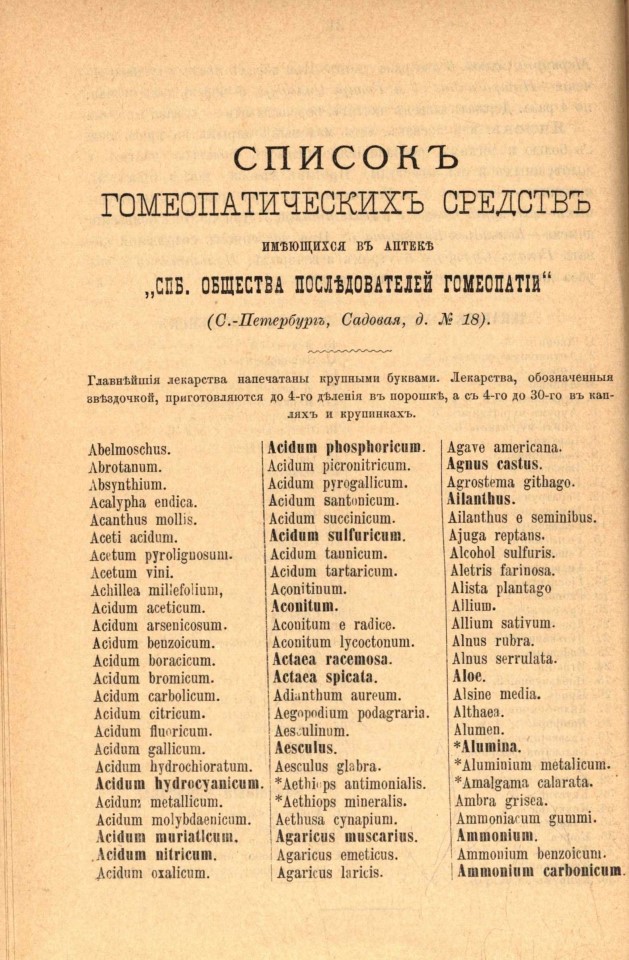 СПИСОКЪ
ГОМЕОПАТИЧЕСКИХЪ СРЕДСТВЪ
ИМѢЮЩИХСЯ ВЪ АПТЕКѢ
„СПБ. ОБЩЕСТВА ПОСЛѢДОВАТЕЛЕЙ ГОМЕОПАТІИ“
(С.-Петербургъ, Садовая, д. № 18).
Главнѣйшія лекарства напечатаны крупными буквами. Лекарства, обозначенныя
звѣздочкой, приготовляются до 4-го дѣленія въ порошкѣ, а съ 4-го до 30-го въ кап-
ляхъ и крупинкахъ.
Abelmoschus.
Abrotanum.
Absynthium.
Acalypha endica.
Acanthus mollis.
Aceti acidum.
Acetum pyrolignosum.
Acetum vini.
Achillea millefolium,
Acidum aceticum.
Acidum arsenicosum.
Acidum benzoicum.
Acidum boracicum.
Acidum bromicum.
Acidum carbolicum.
Acidum citricum.
Acidum fluoricum.
Acidum gallicum.
Acidum hydrochioratum.
Acidum hydrocyanicum.
Acidum metallicum.
Acidum molybdaenicum.
Acidum muriaticum.
Acidum nitricum.
Acidum oxalicum.
Acidum phosphoricum.
Acidum picronitricum.
Acidum pyrogallicum.
Acidum santonicum.
Acidum succinicum.
Acidum sulfuricum.
Acidum tannicum.
Acidum tartaricum.
Aconitinum.
Aconitum.
Aconitum e radice.
Aconitum lycoctonum.
Actaea racemosa.
Actaea spicata.
Adianthum aureum.
Aegopodium podagraria.
Aesculinum.
Aesculus.
Aesculus glabra.
*Aethiops antimonialis.
*Aethiops mineralis.
Aethusa cynapium.
Agaricus muscarius.
Agaricus emeticus.
Agaricus laricis.
Agave americana.
Agnus castus.
Agrostema githago.
Ailanthus.
Ailanthus e seminibus.
Ajuga reptans.
Alcohol sulfuris.
Aletris farinosa.
Alista plantago
Allium.
Allium sativum.
Alnus rubra.
Alnus serrulata.
Aloe.
Alsine media.
Althaea.
Alumen.
*Alumina.
*Aluminium metalicum.
*Amalgama calarata.
Ambra grisea.
Ammoniacum gummi.
Ammonium.
Ammonium benzoicum.
Ammonium carbonicum.